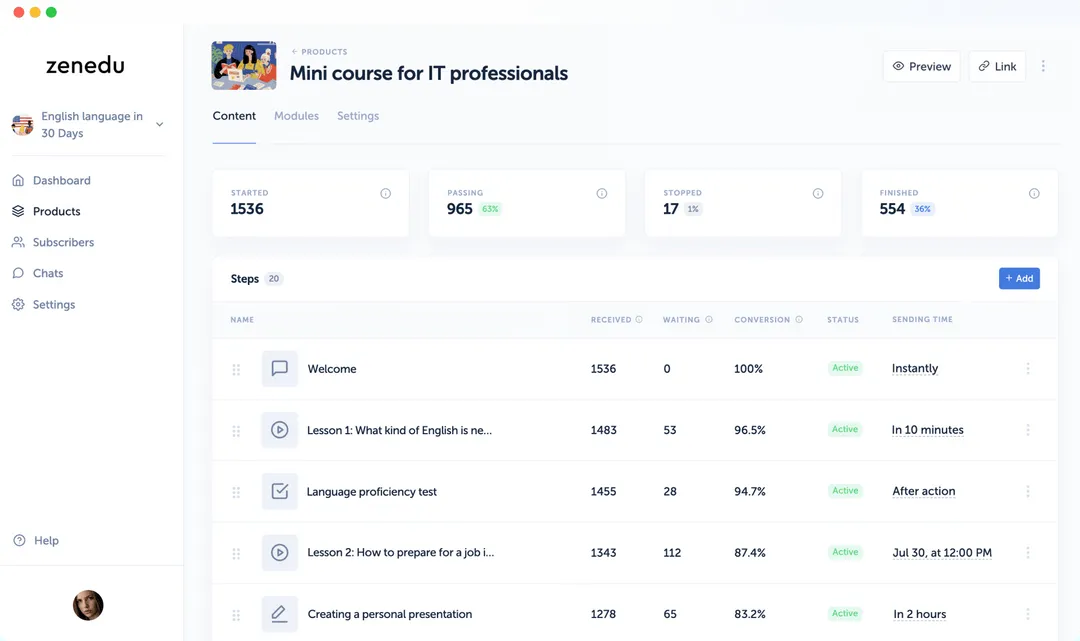 zenedu
English language in
30 Days
Dashboard
Products
Subscribers
Chats
Settings
Help
← PRODUCTS
Mini course for IT professionals
Preview
Link
Content Modules Settings
STARTED
1536
PASSING
965 63%
STOPPED
17 1%
FINISHED
554 36%
Steps 20
+ Add
NAME RECEIVED WAITING CONVERSION STATUS SENDING TIME
Welcome 1536 0 100% Active Instantly
Lesson 1: What kind of English is ne... 1483 53 96.5% Active In 10 minutes
Language proficiency test 1455 28 94.7% Active After action
Lesson 2: How to prepare for a job i... 1343 112 87.4% Active Jul 30, at 12:00 PM
Creating a personal presentation 1278 65 83.2% Active In 2 hours